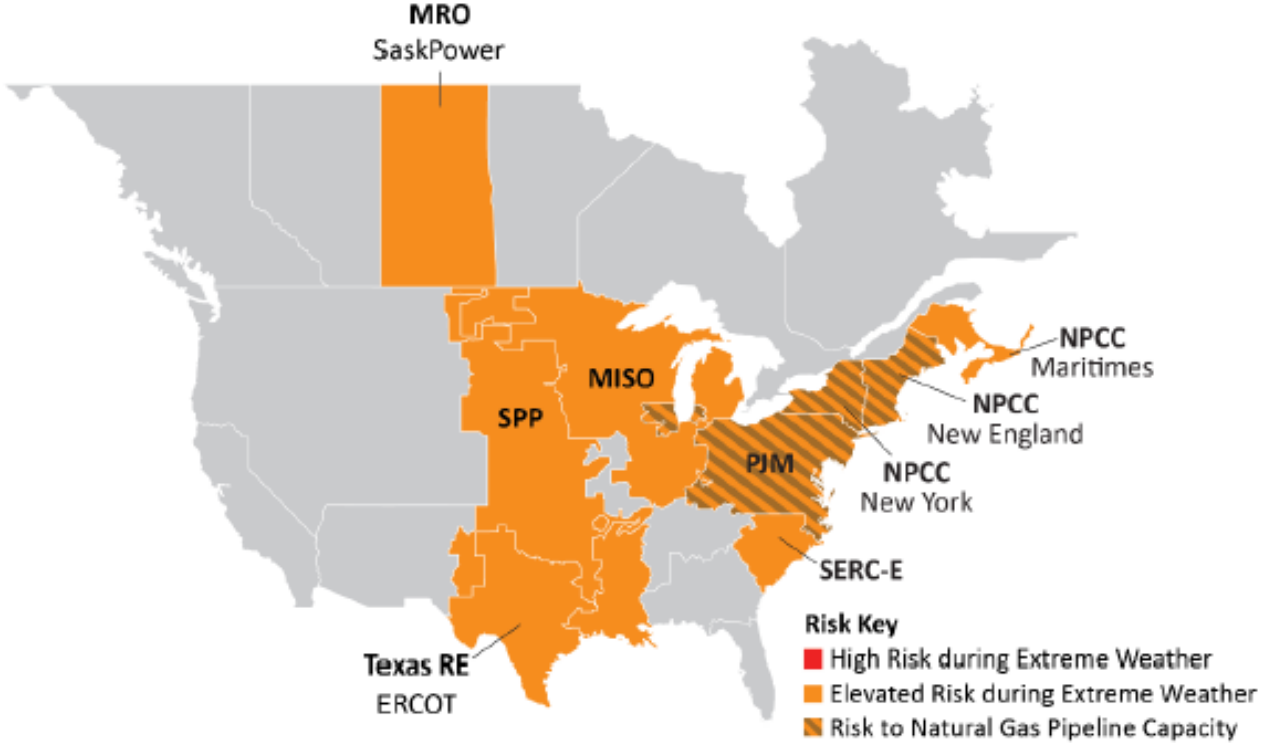 MRO
SaskPower
NPCC
Maritimes
MISO
SPP
NPCC
New England
PJM
NPCC
New York
SERC-E
Texas RE
ERCOT
Risk Key
High Risk during Extreme Weather
Elevated Risk during Extreme Weather
Risk to Natural Gas Pipeline Capacity